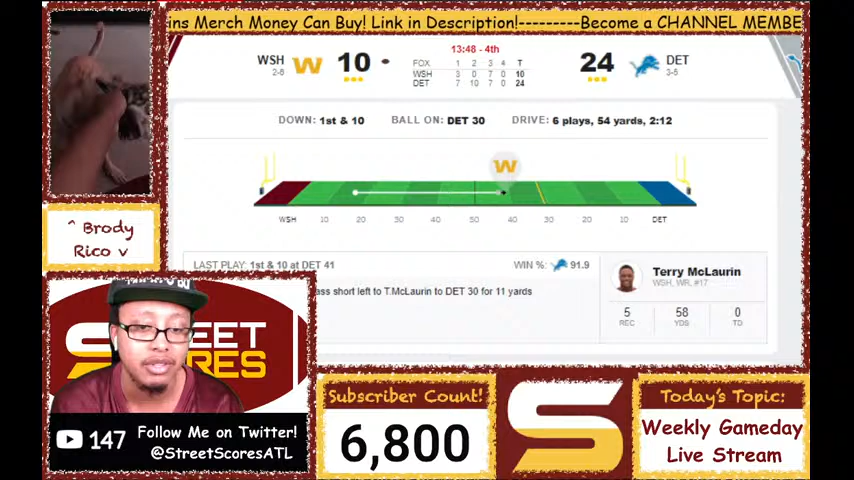 ins Merch Money Can Buy! Link in Description!---------Become a CHANNEL MEMBE
WSH
2-6
W
10
13:48 - 4th
FOX 1 2 3 4 T
WSH 3 0 7 0 10
DET 7 10 7 0 24
24
DET
3-5
DOWN: 1st & 10 BALL ON: DET 30 DRIVE: 6 plays, 54 yards, 2:12
W
WSH 10 20 30 40 50 40 30 20 10 DET
^ Brody
Rico v
LAST PLAY: 1st & 10 at DET 41
WIN %: 91.9
ass short left to T.McLaurin to DET 30 for 11 yards
Terry McLaurin
WSH, WR, #17
5 58 0
REC YDS TD
STREET
SCORES
147
Follow Me on Twitter!
@StreetScoresATL
Subscriber Count!
6,800
S
Today's Topic:
Weekly Gameday
Live Stream